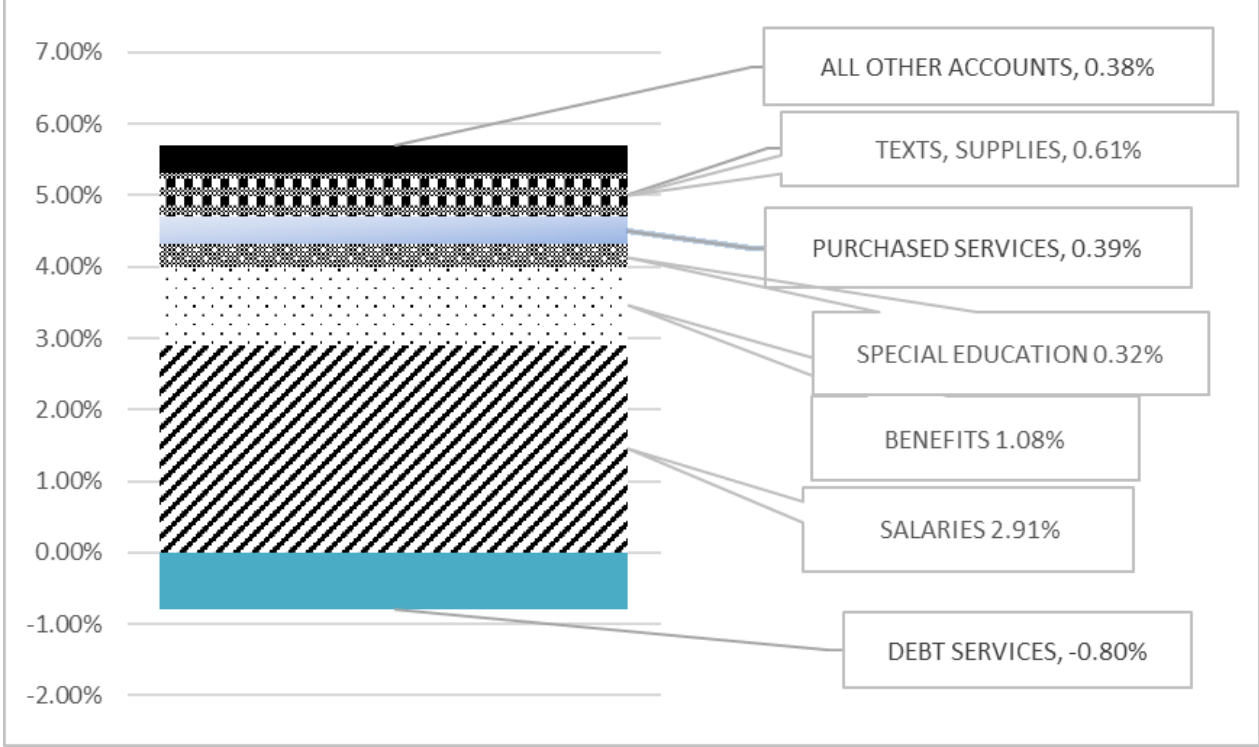 7.00%
6.00%
5.00%
4.00%
3.00%
2.00%
1.00%
0.00%
-1.00%
-2.00%
ALL OTHER ACCOUNTS, 0.38%
TEXTS, SUPPLIES, 0.61%
PURCHASED SERVICES, 0.39%
SPECIAL EDUCATION 0.32%
BENEFITS 1.08%
SALARIES 2.91%
DEBT SERVICES, -0.80%